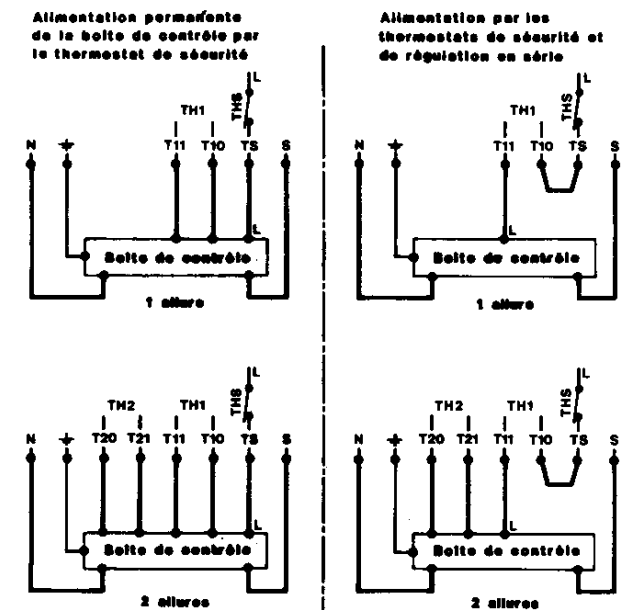 Alimentation permanente
de la boîte de contrôle par
le thermostat de sécurité
L
THS
TH1
N T11 T10 TS S
L
Boîte de contrôle
1 allure
L
THS
TH2 TH1
N T20 T21 T11 T10 TS S
L
Boîte de contrôle
2 allures
Alimentation par les
thermostats de sécurité et
de régulation en série
L
THS
TH1
N T11 T10 TS S
L
Boîte de contrôle
1 allure
L
THS
TH2 TH1
N T20 T21 T11 T10 TS S
L
Boîte de contrôle
2 allures